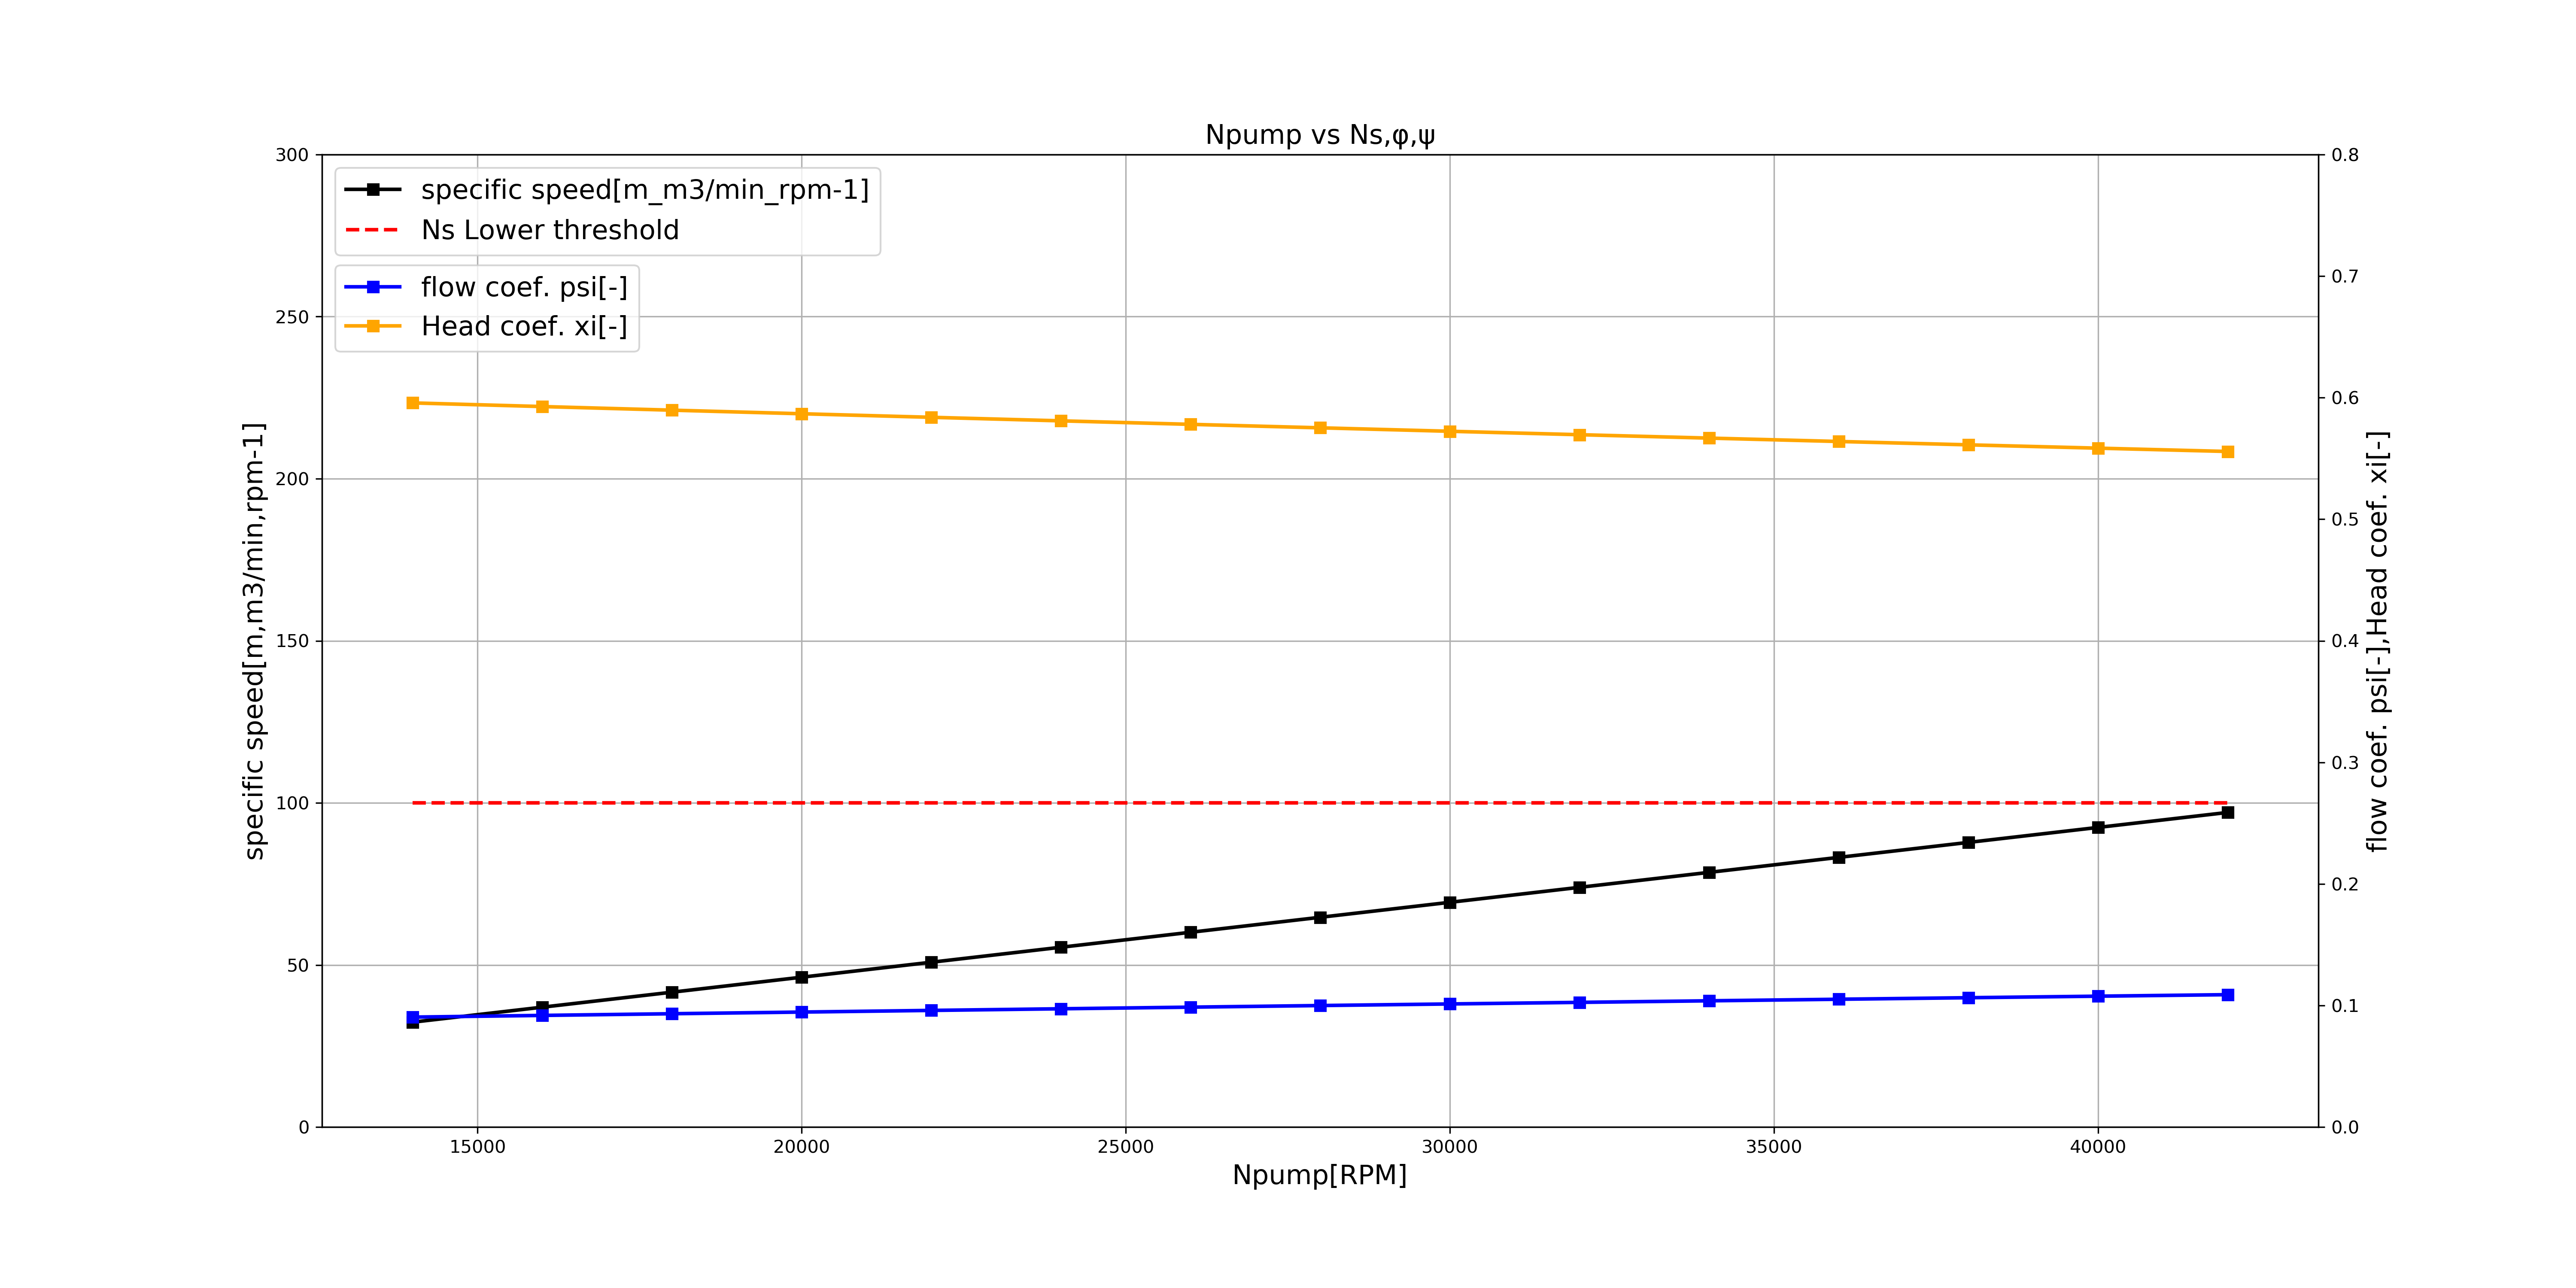 Npump vs Ns,φ,ψ
300
250
200
150
100
50
0
0.8
0.7
0.6
0.5
0.4
0.3
0.2
0.1
0.0
specific speed[m_m3/min_rpm-1]
Ns Lower threshold
flow coef. psi[-]
Head coef. xi[-]
specific speed[m,m3/min,rpm-1]
flow coef. psi[-],Head coef. xi[-]
15000 20000 25000 30000 35000 40000
Npump[RPM]